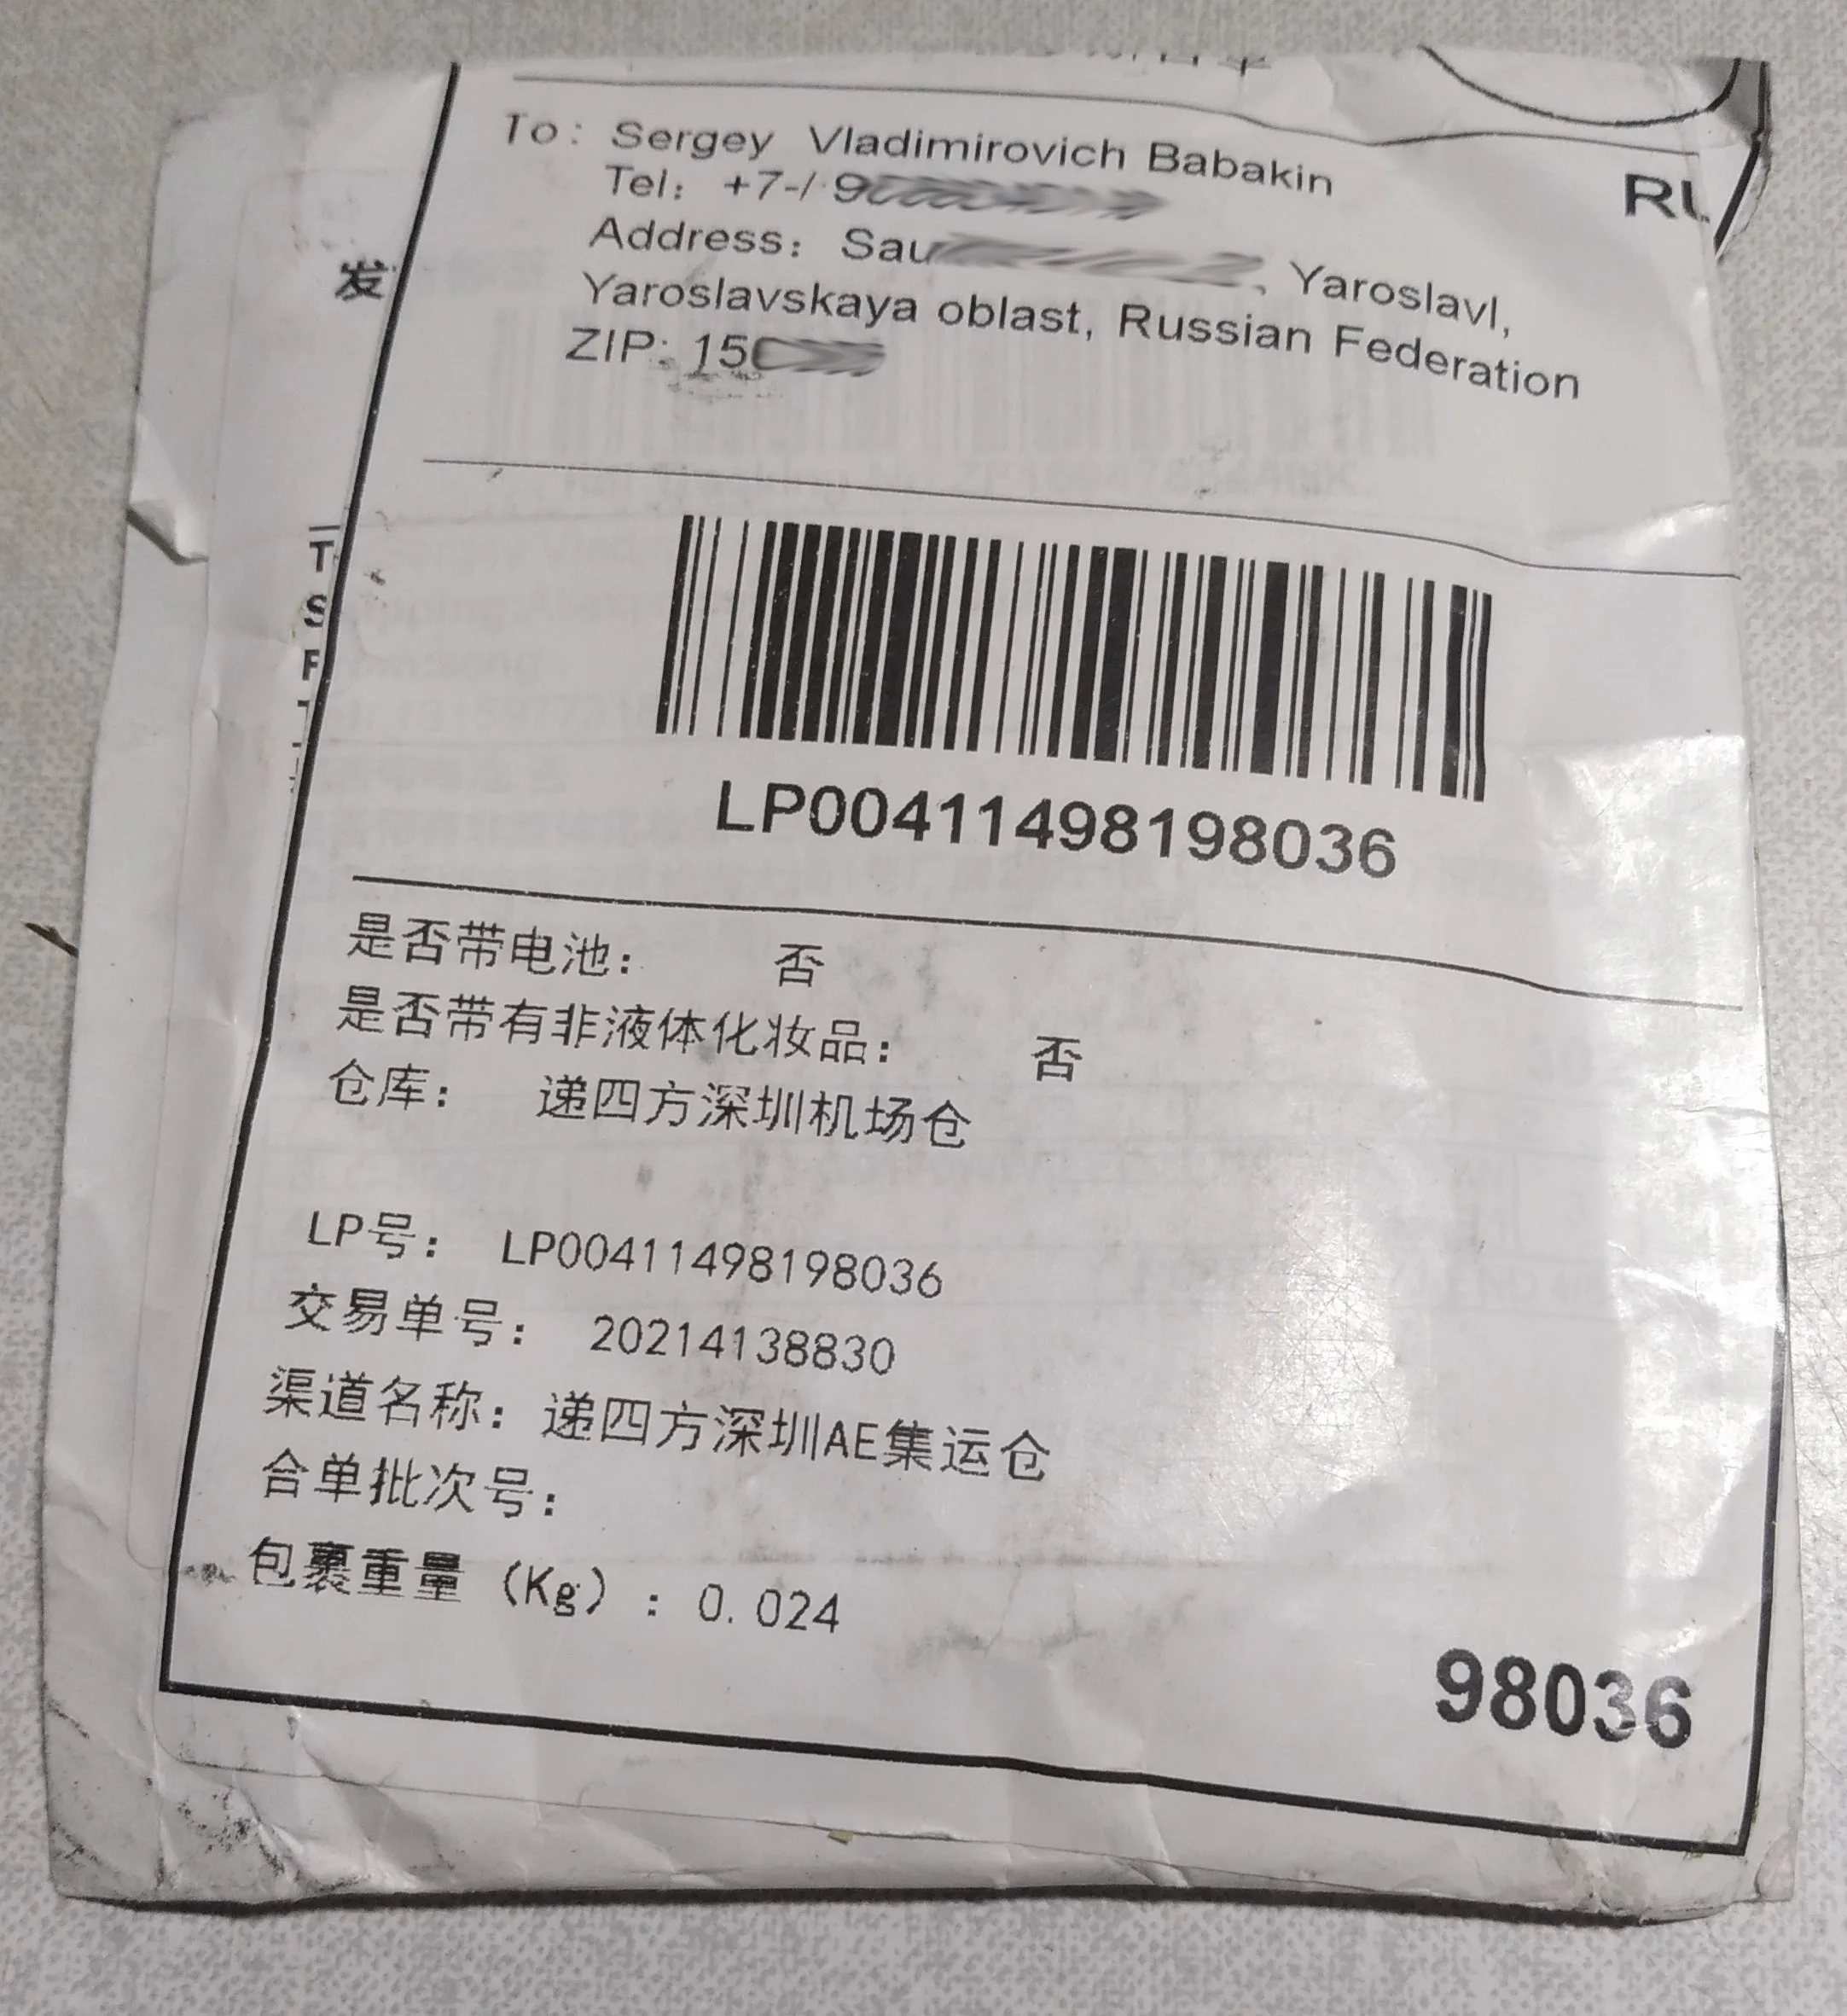 To: Sergey Vladimirovich Babakin
Tel: +7-/ 9
RU
Address: Sau , Yaroslavl,
Yaroslavskaya oblast, Russian Federation
ZIP: 15
发
LP00411498198036
是否带电池: 否
是否带有非液体化妆品: 否
仓库: 递四方深圳机场仓
LP号: LP00411498198036
交易单号: 20214138830
渠道名称: 递四方深圳AE集运仓
合单批次号:
包裹重量 (Kg) : 0.024
98036